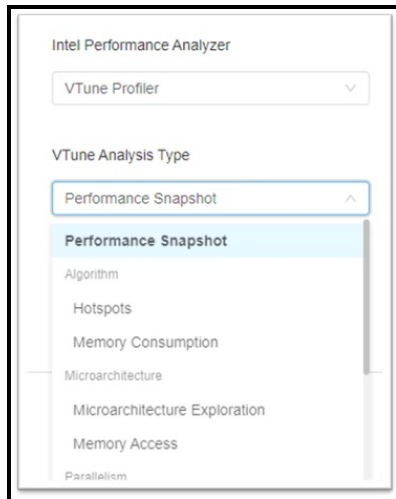 Intel Performance Analyzer
VTune Profiler
VTune Analysis Type
Performance Snapshot
Performance Snapshot
Algorithm
Hotspots
Memory Consumption
Microarchitecture
Microarchitecture Exploration
Memory Access
Parallelism